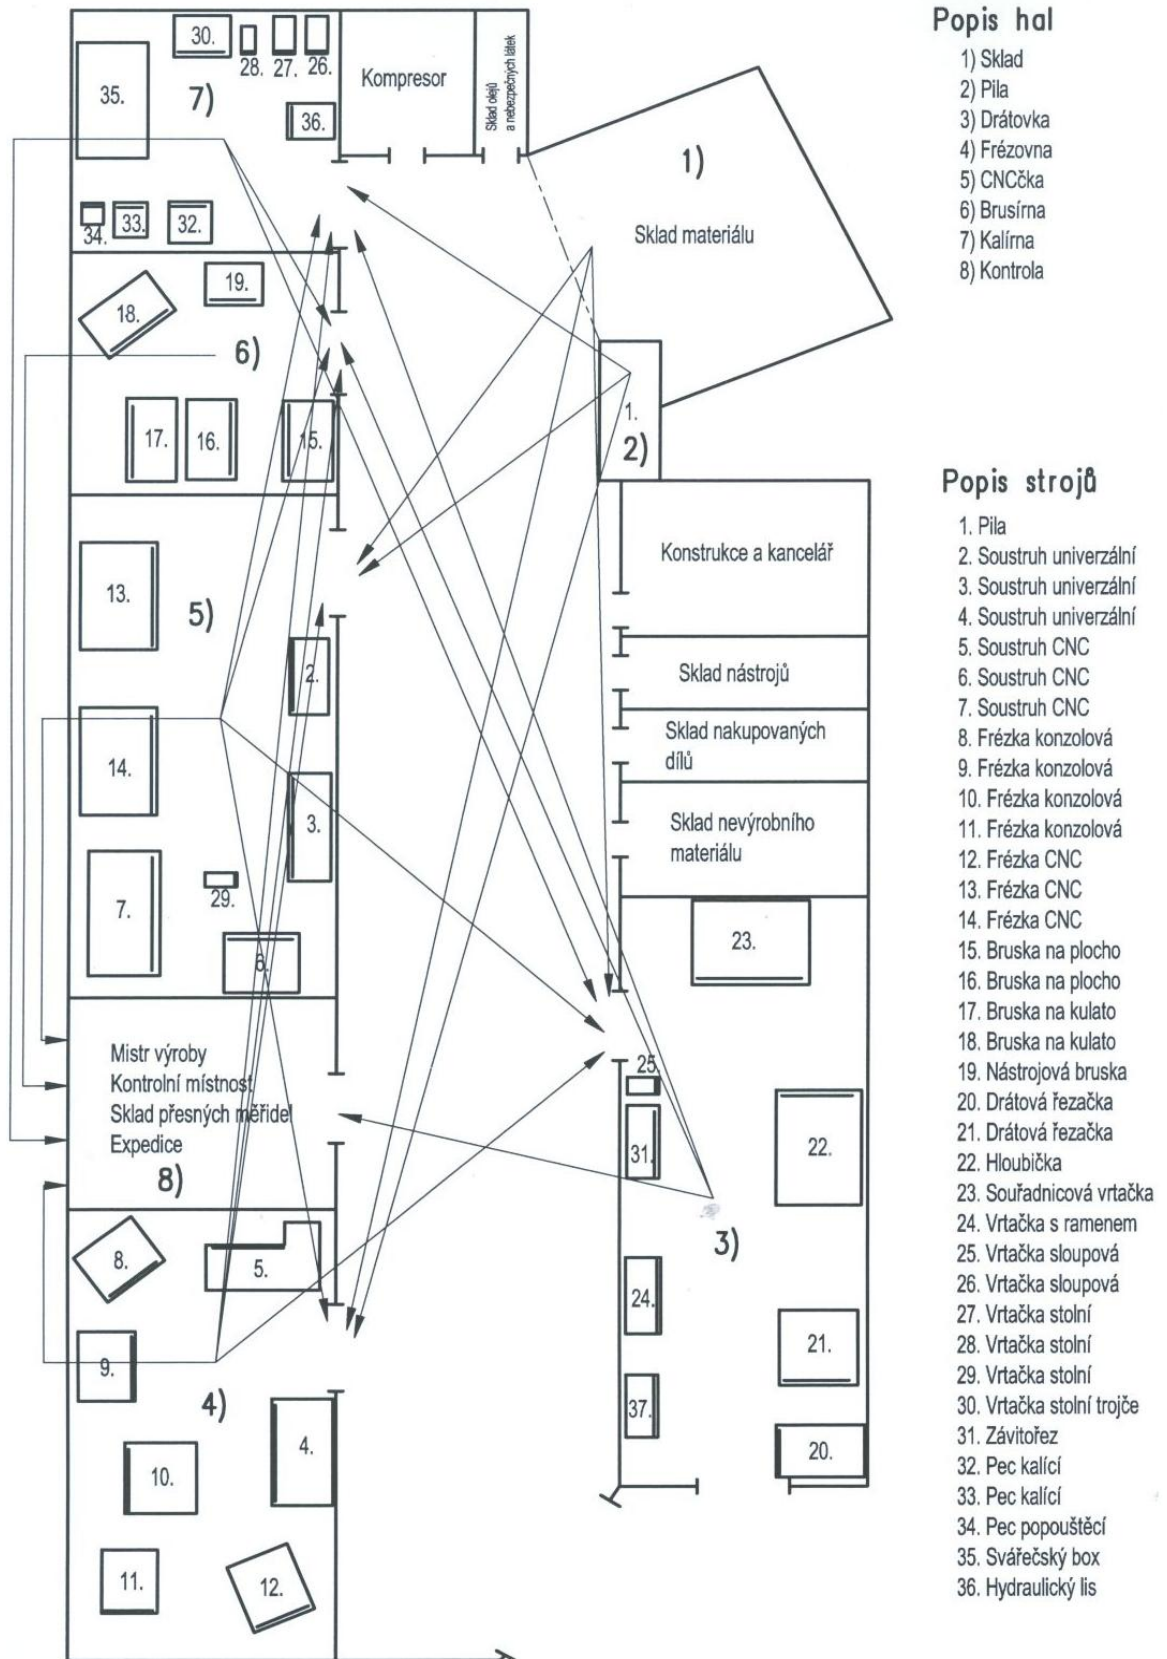 30.
28.
27.
26.
35.
7)
36.
Kompresor
Sklad olejů
a nebezpečných látek
34.
33.
32.
1)
Sklad materiálu
18.
19.
6)
17.
16.
15.
1.
2)
13.
5)
2.
14.
3.
7.
29.
6.
Konstrukce a kancelář
Sklad nástrojů
Sklad nakupovaných
dílů
Sklad nevýrobního
materiálu
23.
Mistr výroby
Kontrolní místnost
Sklad přesných měřidel
Expedice
8)
25.
31.
22.
3)
24.
21.
37.
20.
8.
5.
9.
4)
4.
10.
11.
12.
Popis hal
1) Sklad
2) Pila
3) Drátovka
4) Frézovna
5) CNCčka
6) Brusírna
7) Kalírna
8) Kontrola
Popis strojů
1. Pila
2. Soustruh univerzální
3. Soustruh univerzální
4. Soustruh univerzální
5. Soustruh CNC
6. Soustruh CNC
7. Soustruh CNC
8. Frézka konzolová
9. Frézka konzolová
10. Frézka konzolová
11. Frézka konzolová
12. Frézka CNC
13. Frézka CNC
14. Frézka CNC
15. Bruska na plocho
16. Bruska na plocho
17. Bruska na kulato
18. Bruska na kulato
19. Nástrojová bruska
20. Drátová řezačka
21. Drátová řezačka
22. Hloubička
23. Souřadnicová vrtačka
24. Vrtačka s ramenem
25. Vrtačka sloupová
26. Vrtačka sloupová
27. Vrtačka stolní
28. Vrtačka stolní
29. Vrtačka stolní
30. Vrtačka stolní trojče
31. Závitořez
32. Pec kalící
33. Pec kalící
34. Pec popouštěcí
35. Svářečský box
36. Hydraulický lis